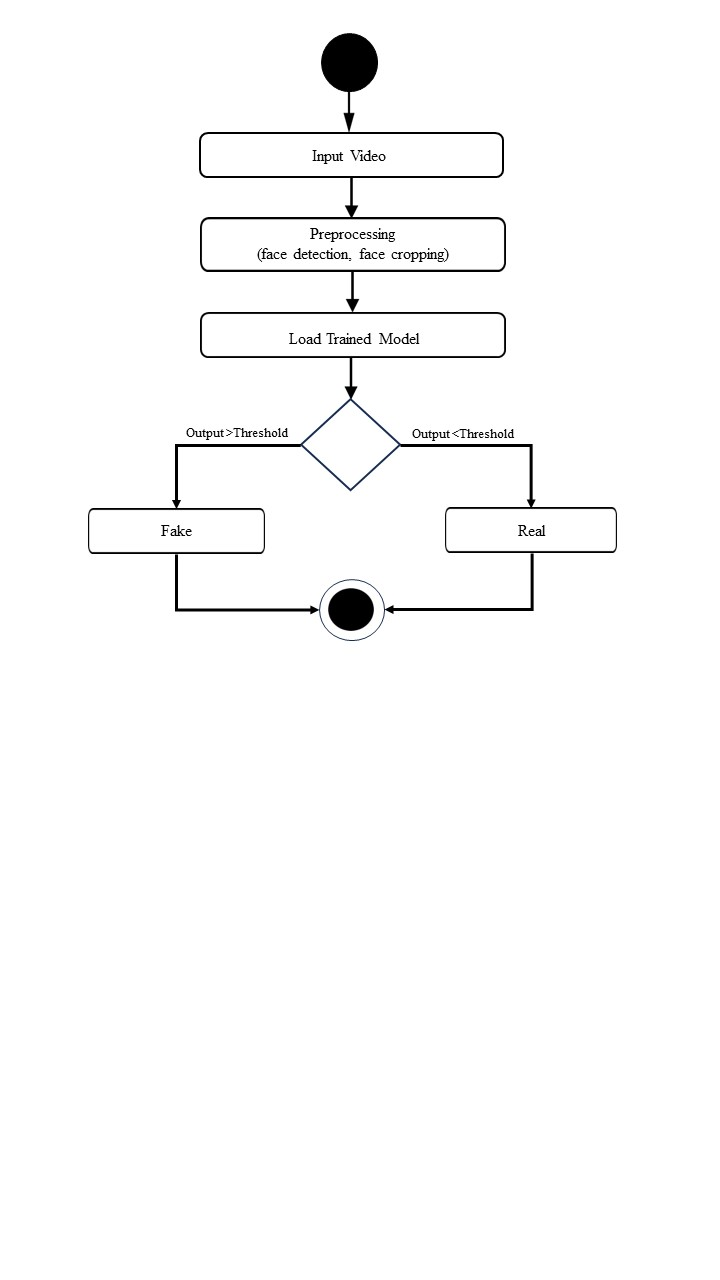 Input Video
Preprocessing
(face detection, face cropping)
Load Trained Model
Output>Threshold
Output<Threshold
Fake
Real